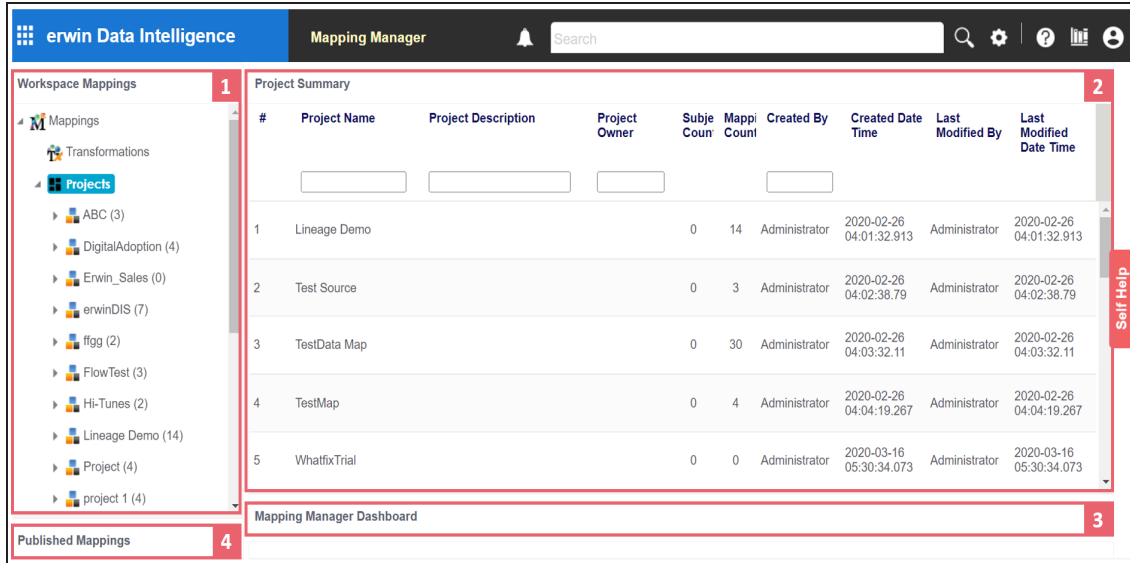 erwin Data Intelligence
Mapping Manager
Search
Workspace Mappings
1
Mappings
Transformations
Projects
ABC (3)
DigitalAdoption (4)
Erwin_Sales (0)
erwinDIS (7)
ffgg (2)
FlowTest (3)
Hi-Tunes (2)
Lineage Demo (14)
Project (4)
project 1 (4)
Published Mappings
4
Project Summary
2
# Project Name Project Description Project Subje Mappi Created By Created Date Last Last
Owner Coun Count Time Modified By Modified
Date Time
1 Lineage Demo 0 14 Administrator 2020-02-26 Administrator 2020-02-26
04:01:32.913 04:01:32.913
2 Test Source 0 3 Administrator 2020-02-26 Administrator 2020-02-26
04:02:38.79 04:02:38.79
3 TestData Map 0 30 Administrator 2020-02-26 Administrator 2020-02-26
04:03:32.11 04:03:32.11
4 TestMap 0 4 Administrator 2020-02-26 Administrator 2020-02-26
04:04:19.267 04:04:19.267
5 WhatfixTrial 0 0 Administrator 2020-03-16 Administrator 2020-03-16
05:30:34.073 05:30:34.073
Self Help
Mapping Manager Dashboard
3